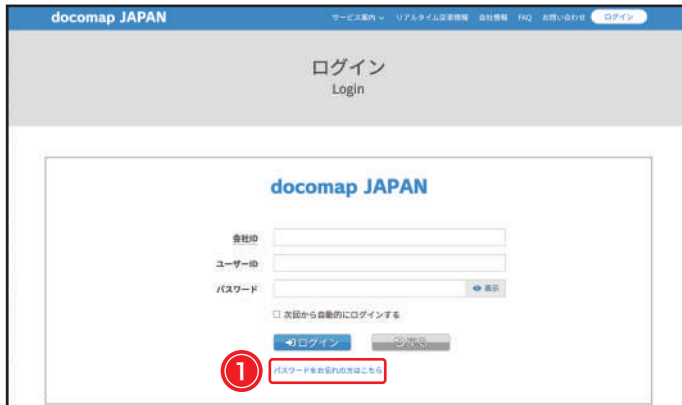 docomap JAPAN
サービス案内 リアルタイム空車情報 会社情報 FAQ お問い合わせ ログイン
ログイン
Login
docomap JAPAN
会社ID
ユーザーID
パスワード 表示
次回から自動的にログインする
ログイン
1 パスワードをお忘れの方はこちら